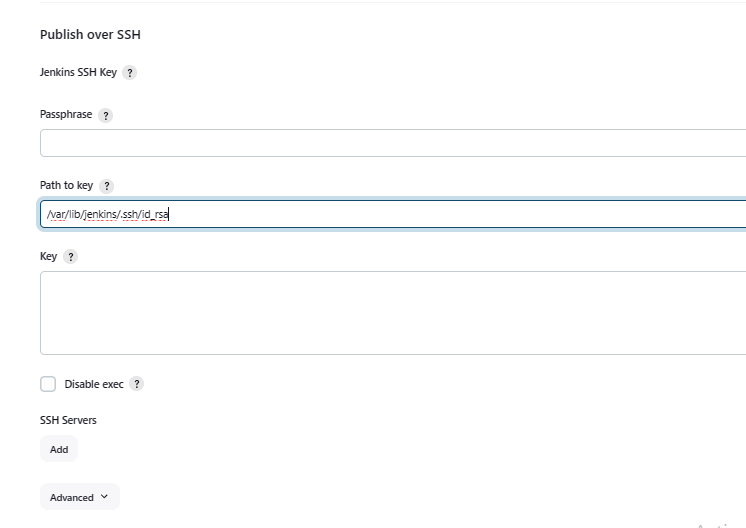 Publish over SSH
Jenkins SSH Key ?
Passphrase ?
Path to key ?
/var/lib/jenkins/.ssh/id_rsa
Key ?
Disable exec ?
SSH Servers
Add
Advanced